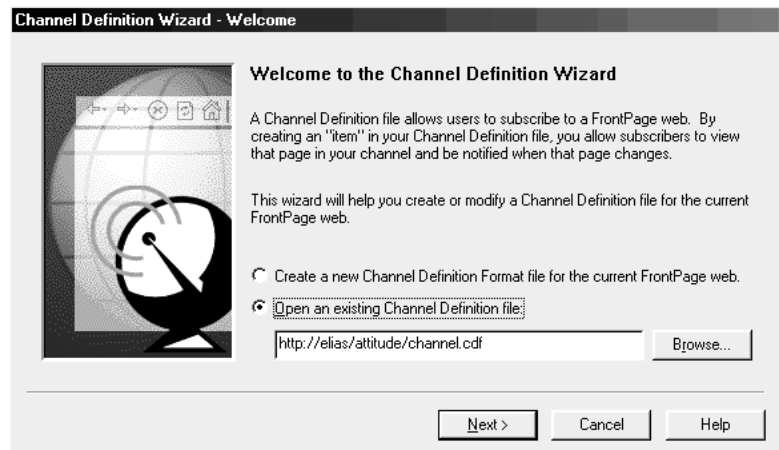 Channel Definition Wizard - Welcome
Welcome to the Channel Definition Wizard
A Channel Definition file allows users to subscribe to a FrontPage web. By
creating an "item" in your Channel Definition file, you allow subscribers to view
that page in your channel and be notified when that page changes.
This wizard will help you create or modify a Channel Definition file for the current
FrontPage web.
Create a new Channel Definition Format file for the current FrontPage web.
Open an existing Channel Definition file:
http://elias/attitude/channel.cdf
Browse...
Next >
Cancel
Help